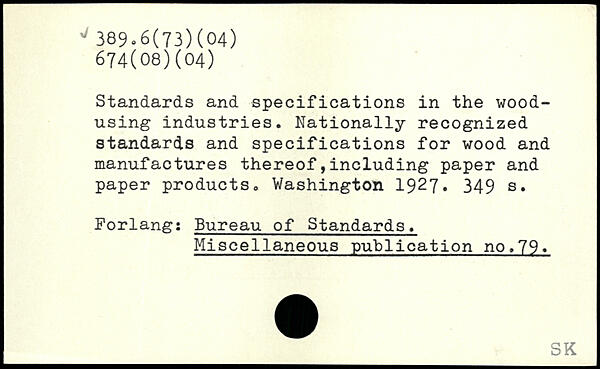 389.6(73)(04)
674(08)(04)
Standards and specifications in the wood-
using industries. Nationally recognized
standards and specifications for wood and
manufactures thereof,including paper and
paper products. Washington 1927. 349 s.
Forlang: Bureau of Standards.
Miscellaneous publication no.79.
SK